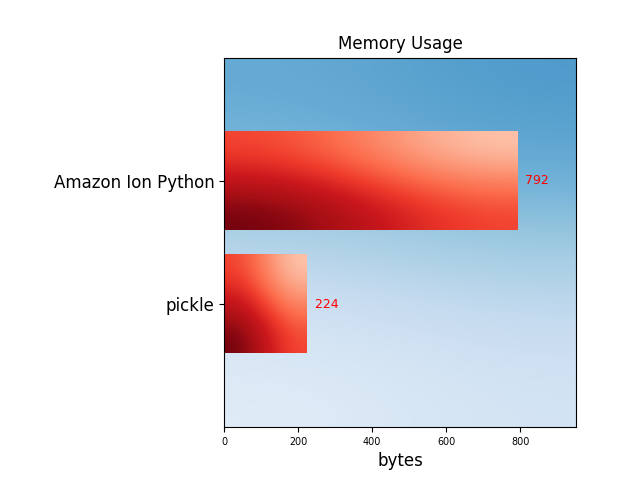 Memory Usage
Amazon Ion Python
792
pickle
224
0 200 400 600 800
bytes